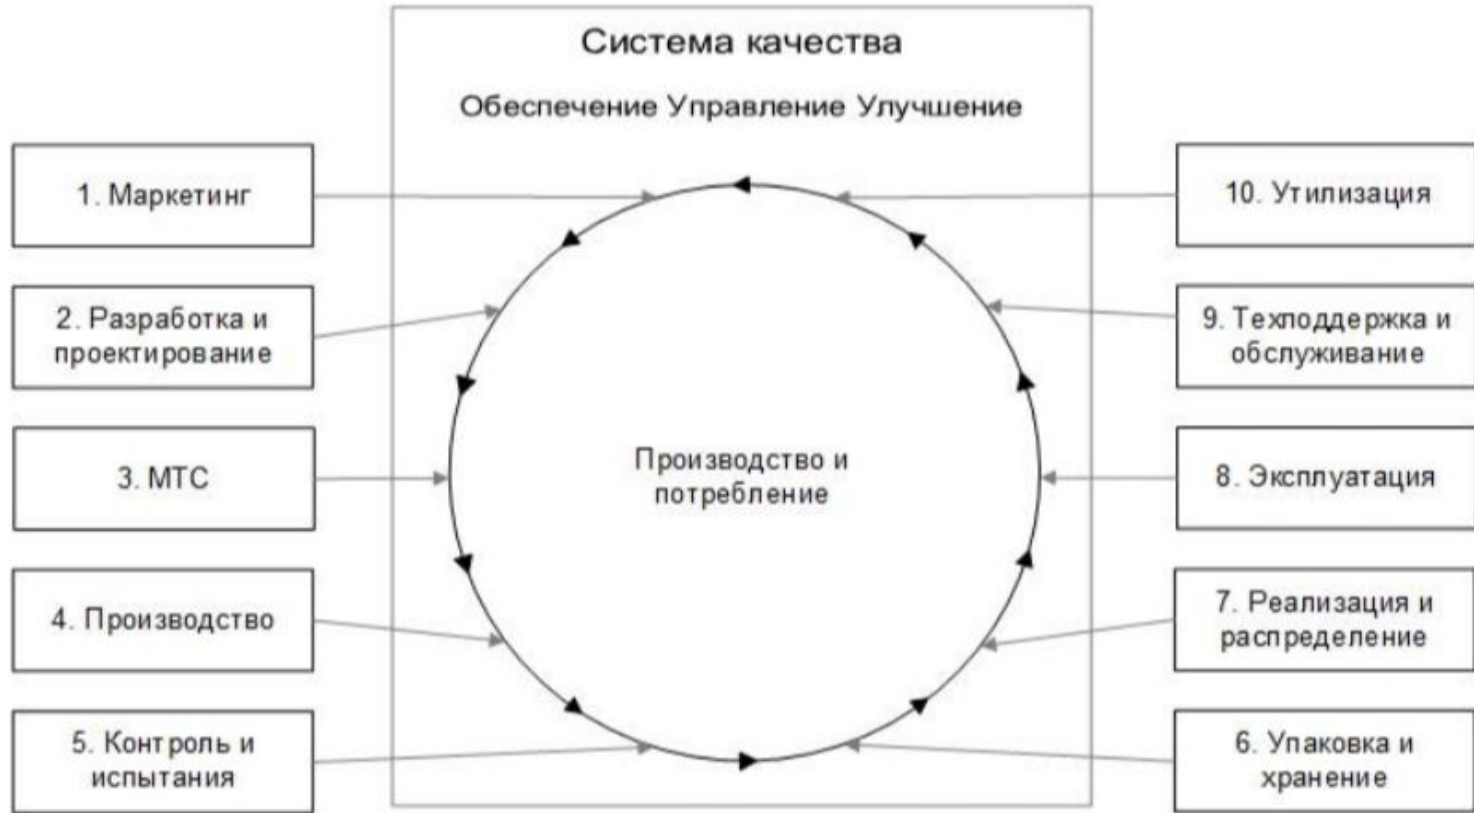 Система качества
Обеспечение Управление Улучшение
1. Маркетинг
2. Разработка и
проектирование
3. МТС
4. Производство
5. Контроль и
испытания
Производство и
потребление
10. Утилизация
9. Техподдержка и
обслуживание
8. Эксплуатация
7. Реализация и
распределение
6. Упаковка и
хранение